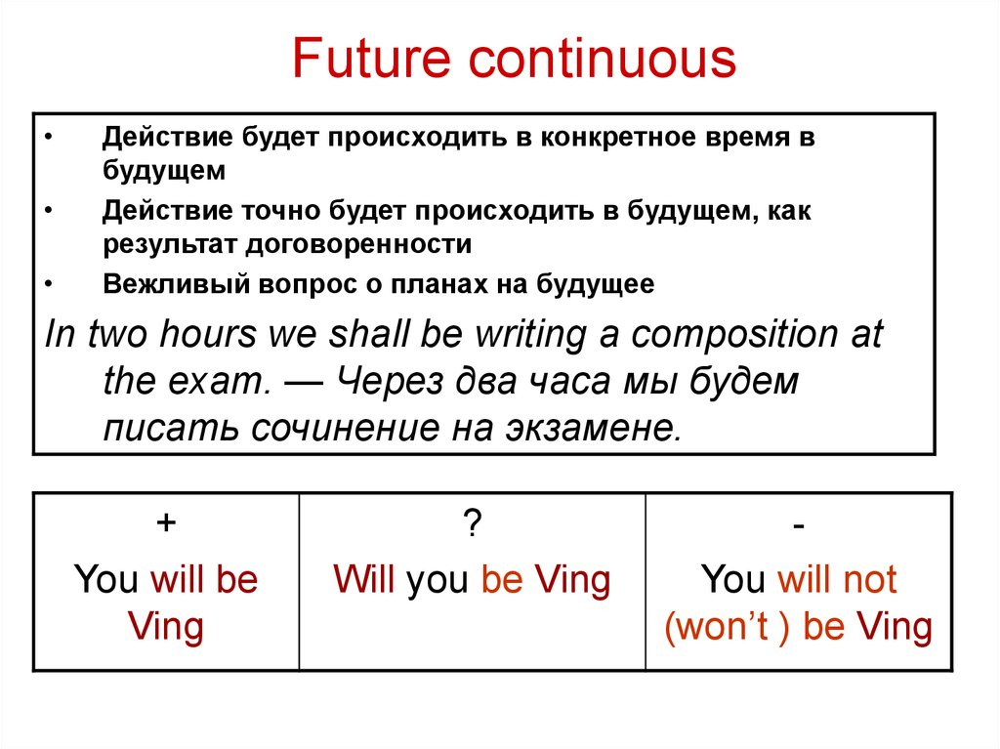 Future continuous
• Действие будет происходить в конкретное время в
будущем
• Действие точно будет происходить в будущем, как
результат договоренности
• Вежливый вопрос о планах на будущее
In two hours we shall be writing a composition at
the exam. — Через два часа мы будем
писать сочинение на экзамене.
+
You will be
Ving
?
Will you be Ving
-
You will not
(won’t ) be Ving